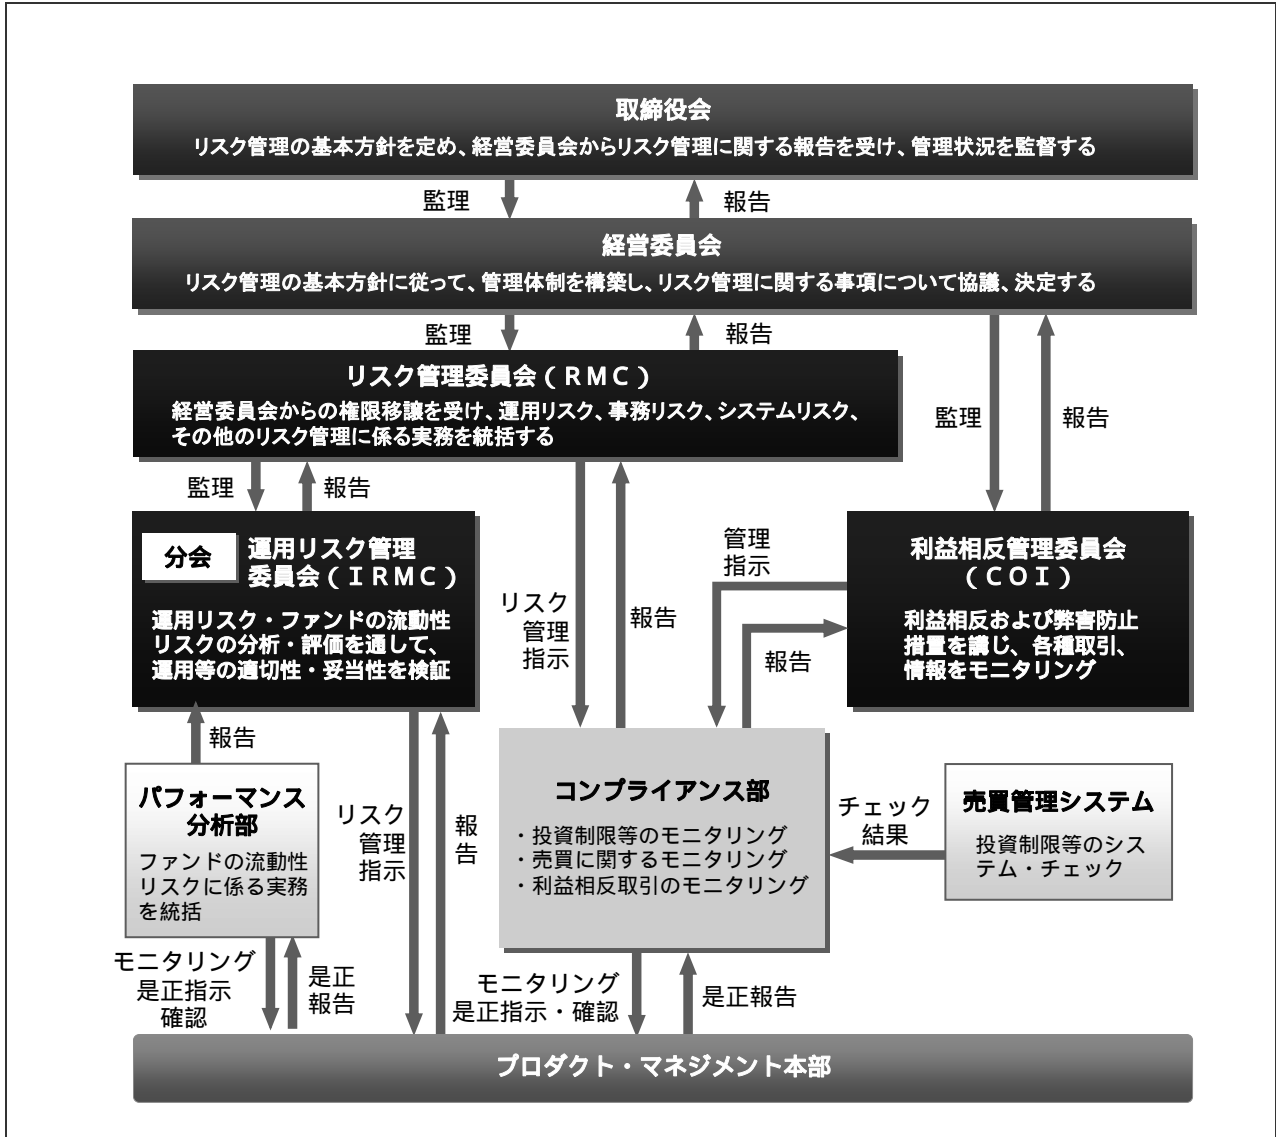 取締役会
リスク管理の基本方針を定め、経営委員会からリスク管理に関する報告を受け、管理状況を監督する
監理
報告
経営委員会
リスク管理の基本方針に従って、管理体制を構築し、リスク管理に関する事項について協議、決定する
監理
報告
リスク管理委員会（ＲＭＣ）
経営委員会からの権限移譲を受け、運用リスク、事務リスク、システムリスク、
その他のリスク管理に係る実務を統括する
監理
報告
監理
報告
分会
運用リスク管理
委員会（ＩＲＭＣ）
運用リスク・ファンドの流動性
リスクの分析・評価を通して、
運用等の適切性・妥当性を検証
リスク
管理
指示
報告
管理
指示
報告
利益相反管理委員会
（ＣＯＩ）
利益相反および弊害防止
措置を講じ、各種取引、
情報をモニタリング
報告
パフォーマンス
分析部
ファンドの流動性
リスクに係る実務
を統括
リスク
管理
指示
報
告
コンプライアンス部
・投資制限等のモニタリング
・売買に関するモニタリング
・利益相反取引のモニタリング
チェック
結果
売買管理システム
投資制限等のシス
テム・チェック
モニタリング
是正指示
確認
是正
報告
モニタリング
是正指示・確認
是正報告
プロダクト・マネジメント本部